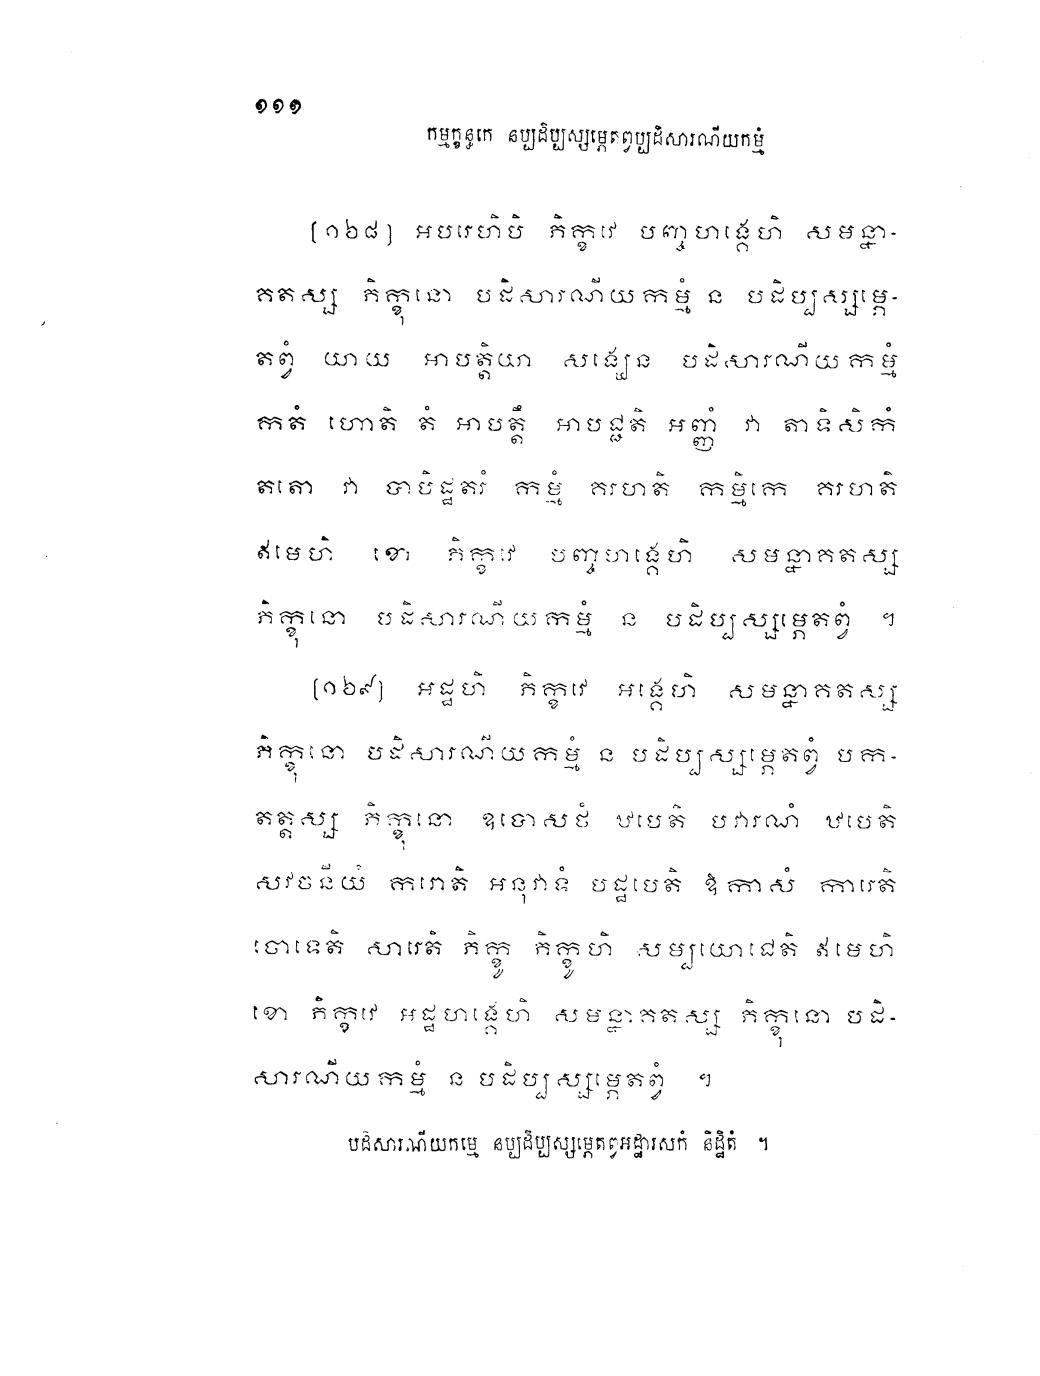 ១១១
កម្មក្ខន្ធកេ នប្បដិប្បស្សម្ភេតព្វប្បដិសារណីយកម្មំ
(១៦៨) អបរេហិបិ ភិក្ខវេ បញ្ចហង្គេហិ សមន្នា-
គតស្ស ភិក្ខុនោ បដិសារណីយកម្មំ ន បដិប្បស្សម្ភេ-
តព្វំ យាយ អាបត្តិយា សង្ឃេន បដិសារណីយកម្មំ
កតំ ហោតិ តំ អាបត្តឹ អាបជ្ជតិ អញ្ញំ វា តាទិសិកំ
តតោ វា បាបិដ្ឋតរំ កម្មំ គរហតិ កម្មិកេ គរហតិ
ឥមេហិ ខោ ភិក្ខវេ បញ្ចហង្គេហិ សមន្នាគតស្ស
ភិក្ខុនោ បដិសារណីយកម្មំ ន បដិប្បស្សម្ភេតព្វំ ។
(១៦៩) អដ្ឋហិ ភិក្ខវេ អង្គេហិ សមន្នាគតស្ស
ភិក្ខុនោ បដិសារណីយកម្មំ ន បដិប្បស្សម្ភេតព្វំ បក-
តត្តស្ស ភិក្ខុនោ ឧបោសថំ ឋបេតិ បវារណំ ឋបេតិ
សវចនីយំ ករោតិ អនុវាទំ បដ្ឋបេតិ ឱកាសំ ការេតិ
ចោទេតិ សារេតិ ភិក្ខូ ភិក្ខូហិ សម្បយោជេតិ ឥមេហិ
ខោ ភិក្ខវេ អដ្ឋហង្គេហិ សមន្នាគតស្ស ភិក្ខុនោ បដិ-
សារណីយកម្មំ ន បដិប្បស្សម្ភេតព្វំ ។
បដិសារណីយកម្មេ នប្បដិប្បស្សម្ភេតព្វអដ្ឋារសកំ និដ្ឋិតំ ។